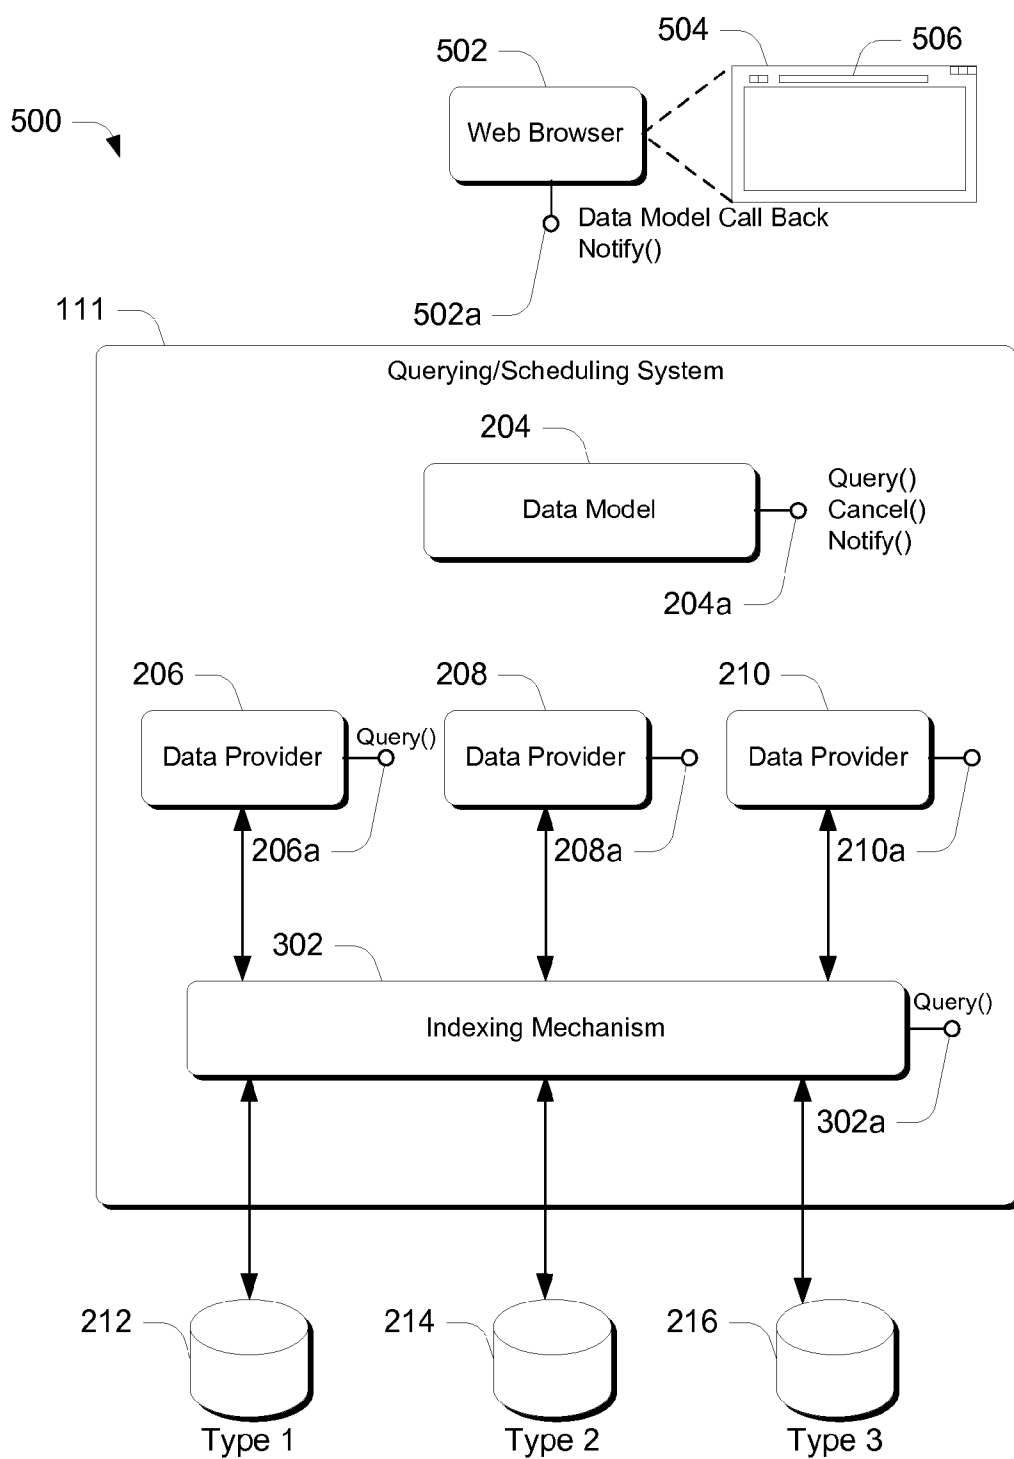 504
506
502
500
Web Browser
Data Model Call Back
Notify()
502a
111
Querying/Scheduling System
204
Query()
Data Model
Cancel()
Notify()
204a
206
208
210
Query()
Data Provider
Data Provider
Data Provider
206a
208a
210a
302
Query()
Indexing Mechanism
302a
212
214
216
Type 1
Type 2
Type 3